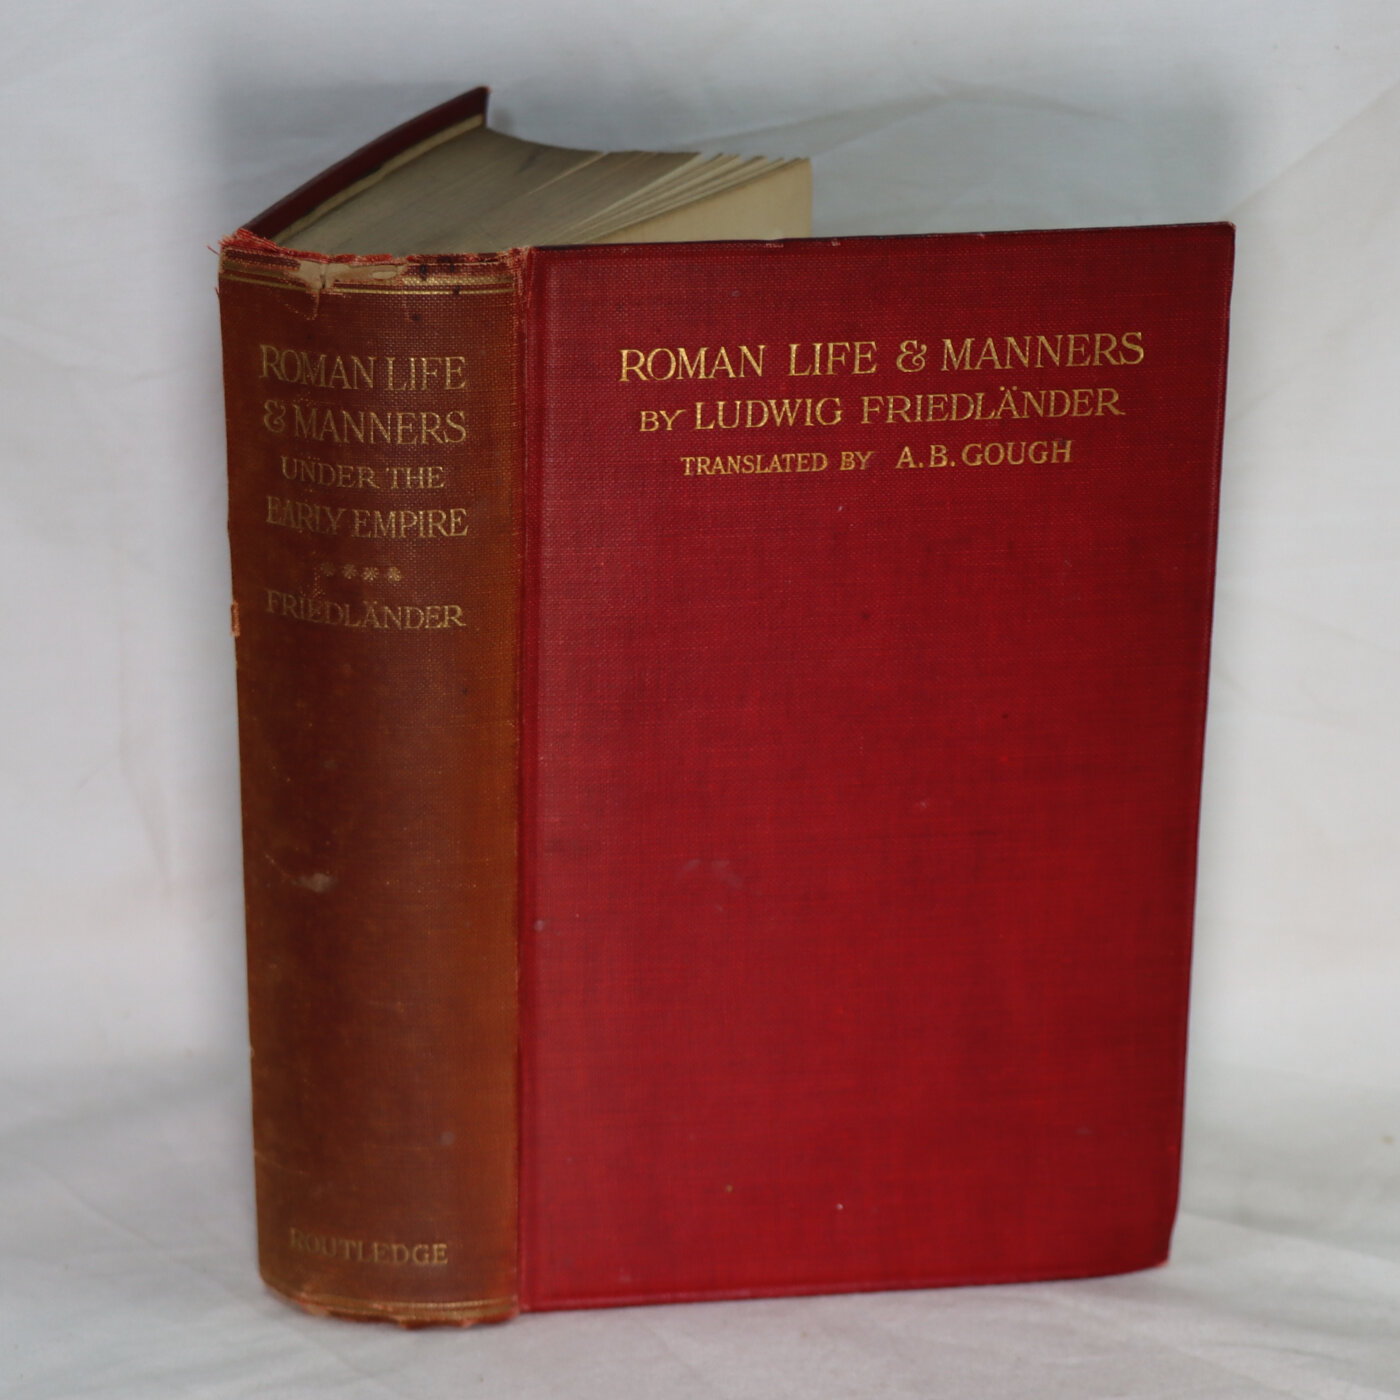 ROMAN LIFE
& MANNERS
UNDER THE
EARLY EMPIRE
****
FRIEDLÄNDER
ROUTLEDGE
ROMAN LIFE & MANNERS
BY LUDWIG FRIEDLÄNDER
TRANSLATED BY A. B. GOUGH